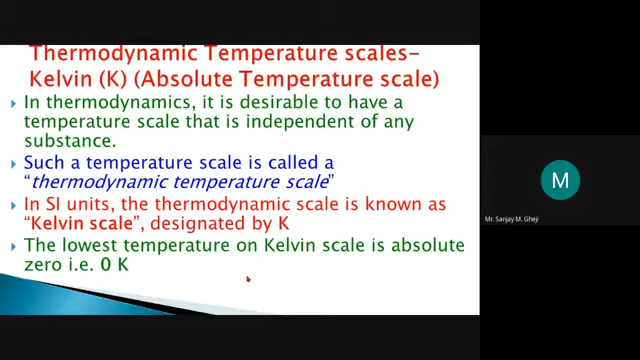 Thermodynamic Temperature scales-
Kelvin (K) (Absolute Temperature scale)
In thermodynamics, it is desirable to have a
temperature scale that is independent of any
substance.
Such a temperature scale is called a
“thermodynamic temperature scale”
In SI units, the thermodynamic scale is known as
“Kelvin scale”, designated by K
The lowest temperature on Kelvin scale is absolute
zero i.e. 0 K
M
Mr. Sanjay M. Gheji